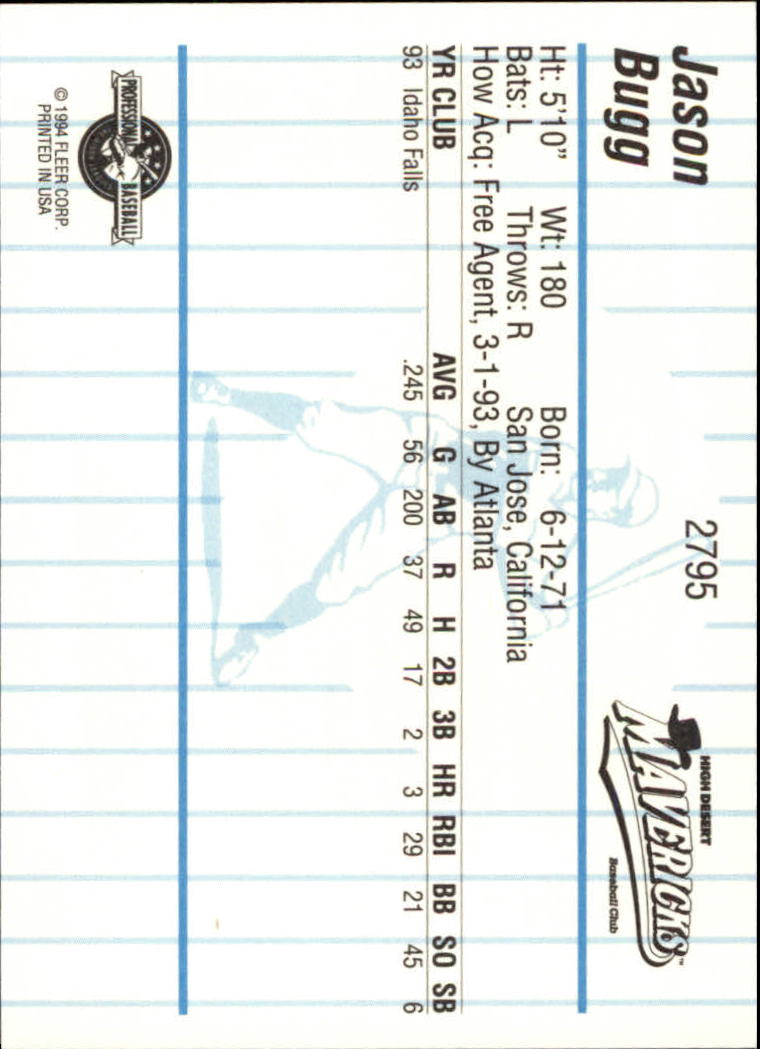 Jason
Bugg
2795
HIGH DESERT
MAVERICKS™
Baseball Club
Ht: 5'10" Wt: 180 Born: 6-12-71
Bats: L Throws: R San Jose, California
How Acq: Free Agent, 3-1-93, By Atlanta
YR CLUB AVG G AB R H 2B 3B HR RBI BB SO SB
93 Idaho Falls .245 56 200 37 49 17 2 3 29 21 45 6
PROFESSIONAL BASEBALL
© 1994 FLEER CORP.
PRINTED IN USA